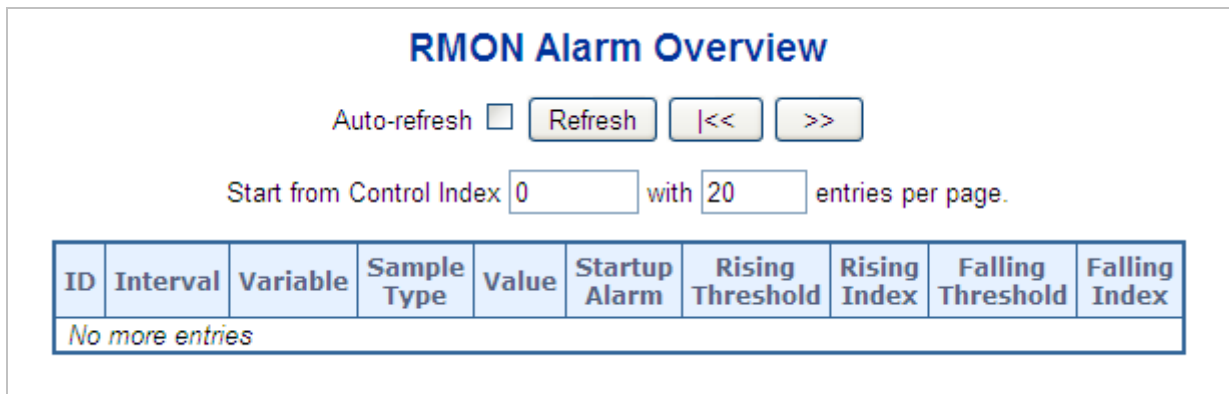 RMON Alarm Overview
Auto-refresh Refresh |<< >>
Start from Control Index 0 with 20 entries per page.
ID Interval Variable Sample Type Value Startup Alarm Rising Threshold Rising Index Falling Threshold Falling Index
No more entries